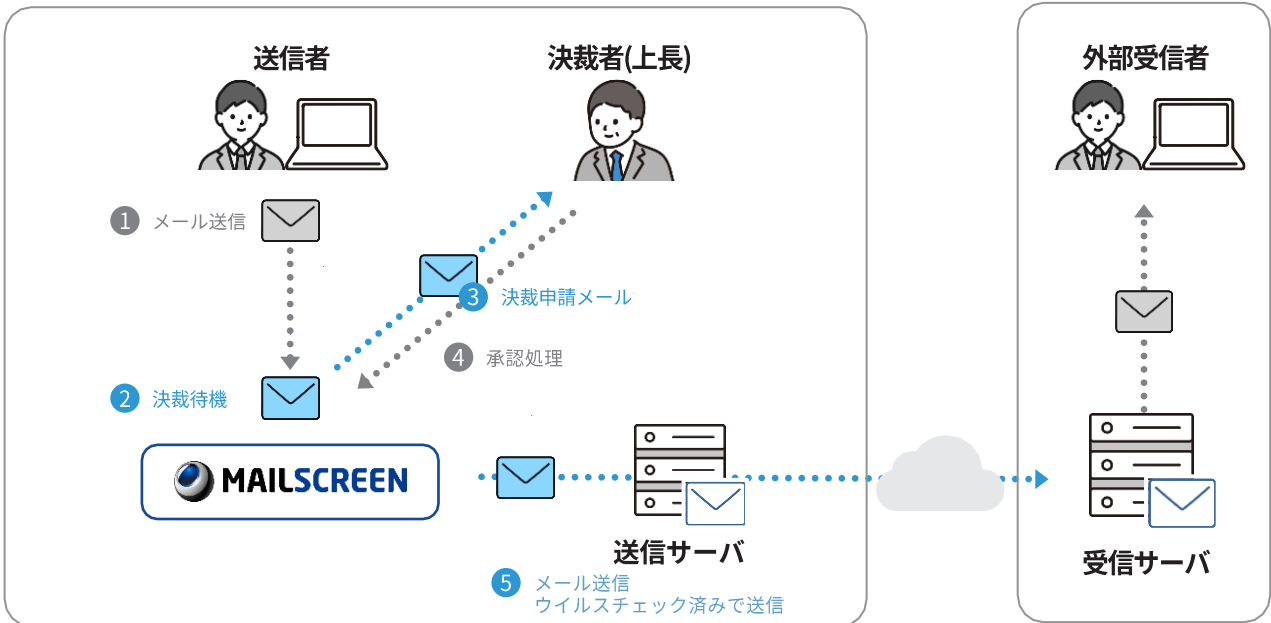 送信者
決裁者(上長)
外部受信者
1 メール送信
3 決裁申請メール
4 承認処理
2 決裁待機
MAILSCREEN
送信サーバ
受信サーバ
5 メール送信
ウイルスチェック済みで送信